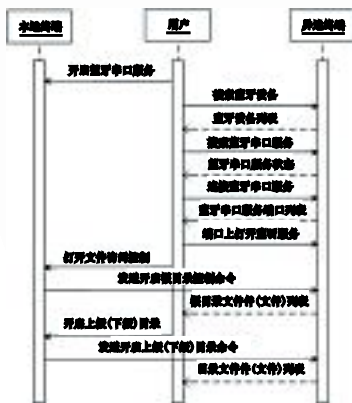 本地终端
用户
异地终端
开启蓝牙串口服务
搜索蓝牙设备
蓝牙设备列表
搜索蓝牙串口服务
蓝牙串口服务状态
连接蓝牙串口服务
蓝牙串口服务端口列表
端口上打开监听服务
打开文件访问控制
发送开启根目录控制命令
根目录文件件(文件)列表
开启上级(下级)目录
发送开启上级(下级)目录命令
目录文件件(文件)列表